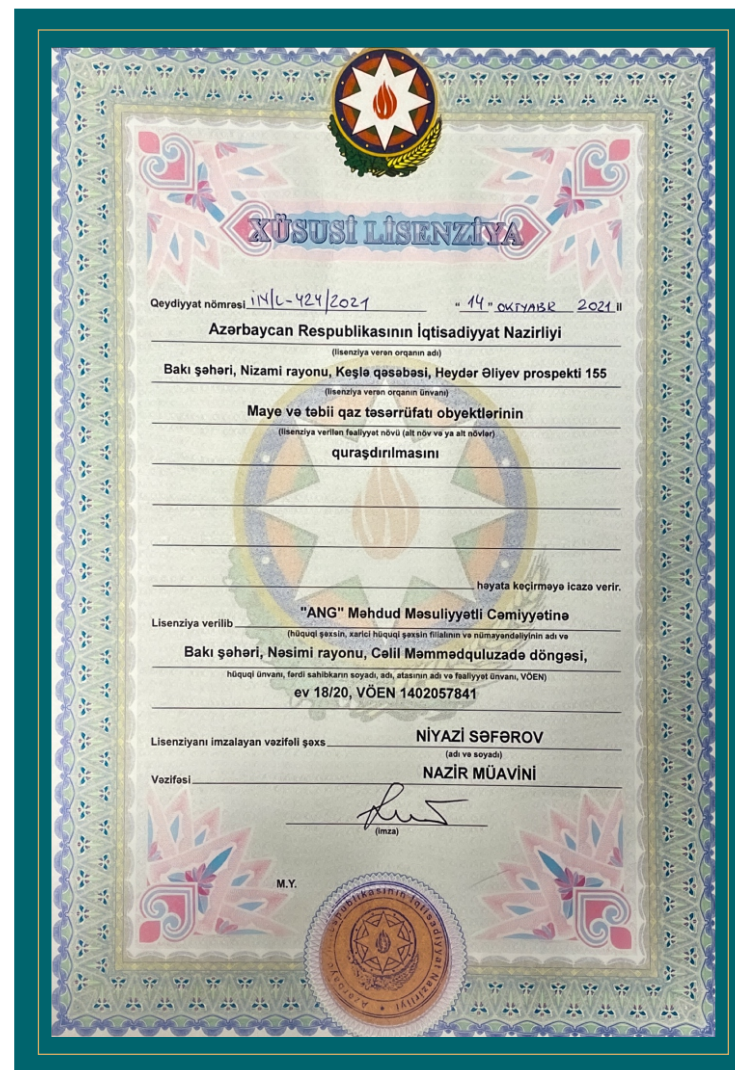 XÜSUSİ LİSENZİYA
Qeydiyyat nömrəsi İN/L-424/2021 " 14 " OKTYABR 2021 il
Azərbaycan Respublikasının İqtisadiyyat Nazirliyi
(lisenziya verən orqanın adı)
Bakı şəhəri, Nizami rayonu, Keşlə qəsəbəsi, Heydər Əliyev prospekti 155
(lisenziya verən orqanın ünvanı)
Maye və təbii qaz təsərrüfatı obyektlərinin
(lisenziya verilən fəaliyyət növü (alt növ və ya alt növlər)
quraşdırılmasını
həyata keçirməyə icazə verir.
"ANG" Məhdud Məsuliyyətli Cəmiyyətinə
Lisenziya verilib
(hüquqi şəxsin, xarici hüquqi şəxsin filialının və nümayəndəliyinin adı və
Bakı şəhəri, Nəsimi rayonu, Cəlil Məmmədquluzadə döngəsi,
hüquqi ünvanı, fərdi sahibkarın soyadı, adı, atasının adı və fəaliyyət ünvanı, VÖEN)
ev 18/20, VÖEN 1402057841
Lisenziyanı imzalayan vəzifəli şəxs NİYAZİ SƏFƏROV
(adı və soyadı)
Vəzifəsi NAZİR MÜAVİNİ
(imza)
M.Y.
Azərbaycan Respublikasının İqtisadiyyat Nazirliyi